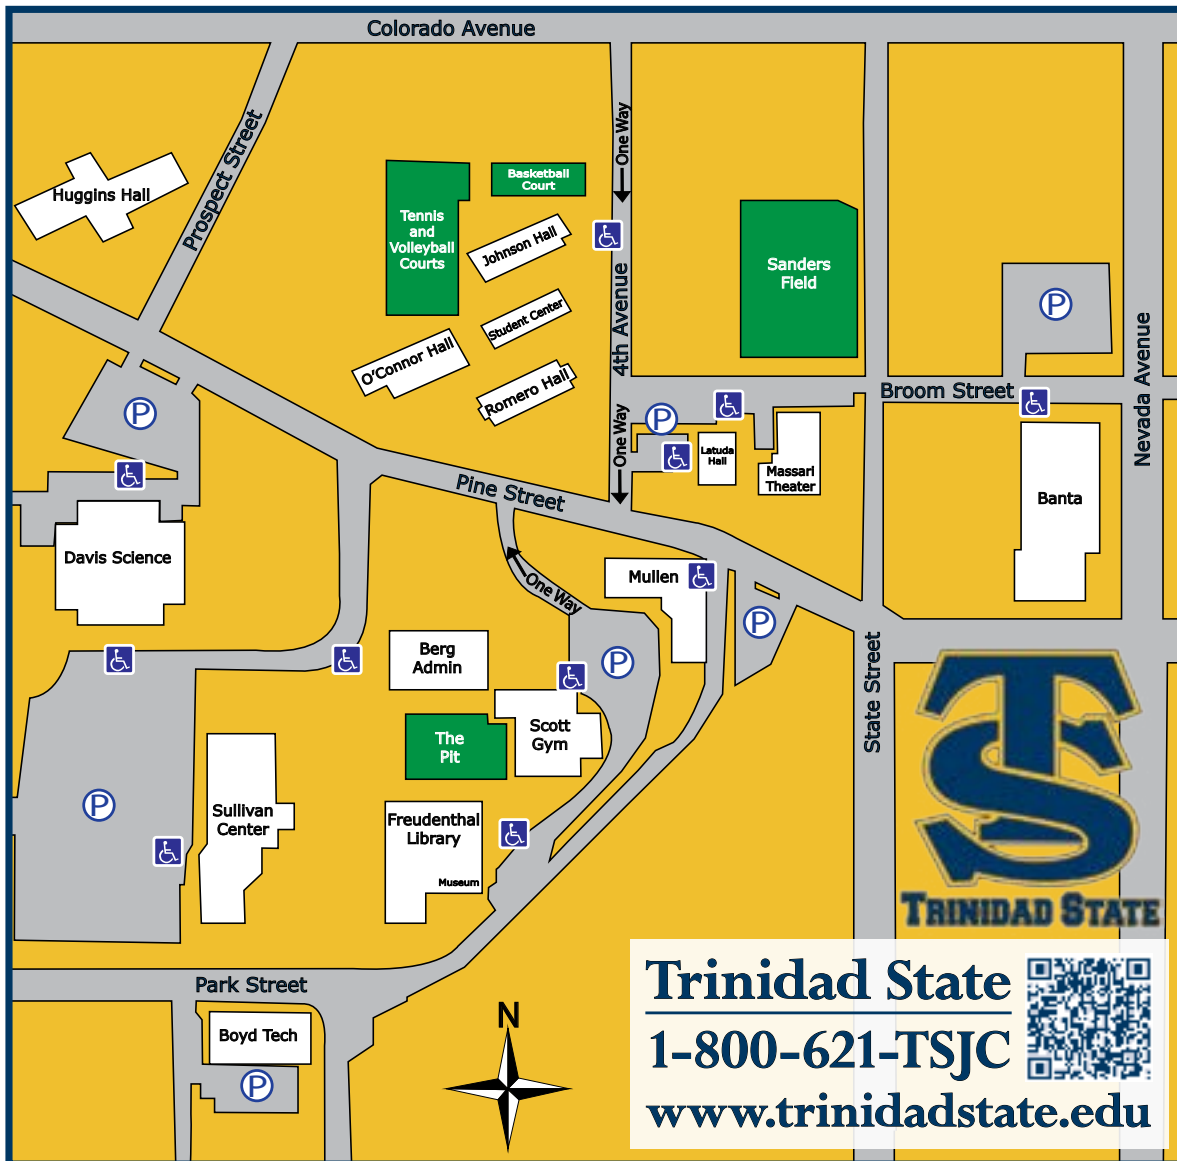 Colorado Avenue
One Way
Prospect Street
Huggins Hall
Basketball
Court
Tennis
and
Volleyball
Courts
Johnson Hall
Sanders
Field
Student Center
4th Avenue
Nevada Avenue
P
O'Connor Hall
Romero Hall
Broom Street
P
P
One Way
Latuda
Hall
Massari
Theater
Pine Street
Banta
Davis Science
Mullen
One Way
P
Berg
Admin
P
State Street
The
Pit
Scott
Gym
P
Sullivan
Center
Freudenthal
Library
Museum
TS
TRINIDAD STATE
Park Street
Boyd Tech
P
N
Trinidad State
1-800-621-TSJC
www.trinidadstate.edu